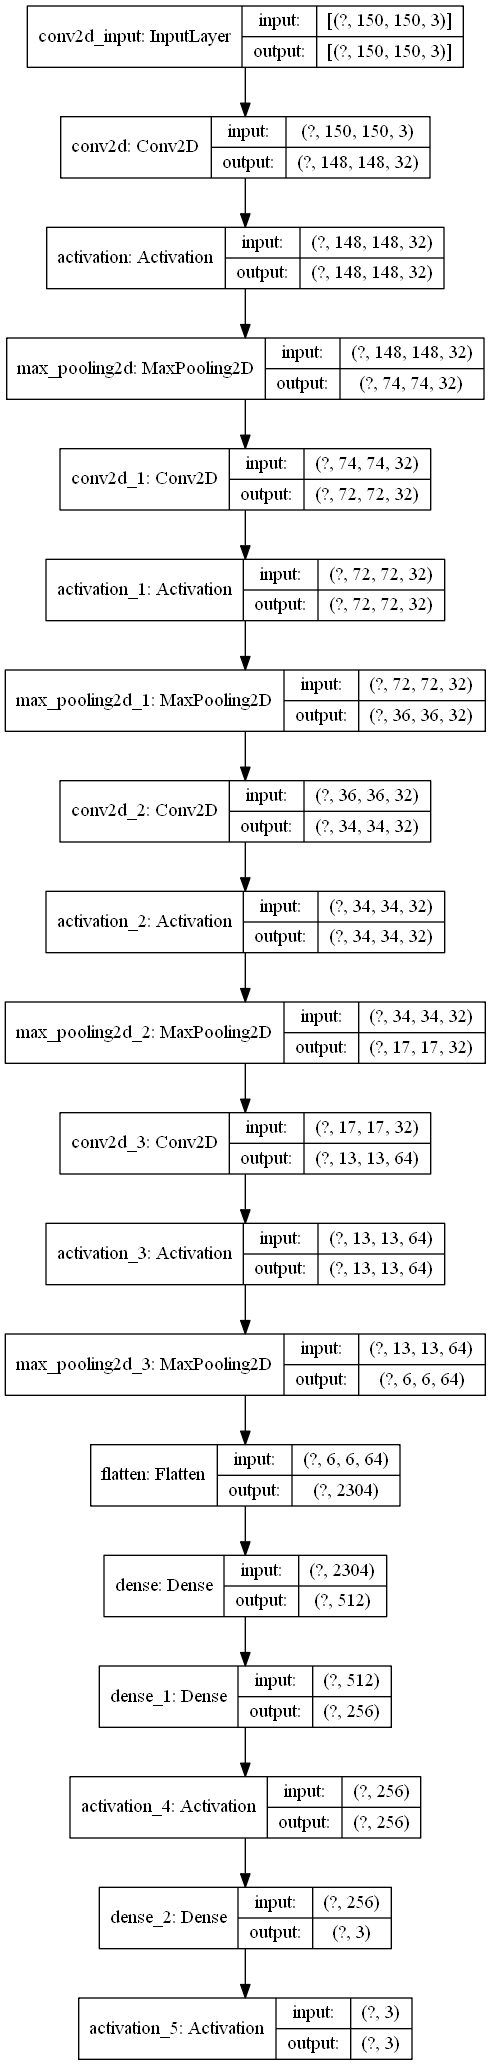 conv2d_input: InputLayer
input: [(?, 150, 150, 3)]
output: [(?, 150, 150, 3)]
conv2d: Conv2D
input: (?, 150, 150, 3)
output: (?, 148, 148, 32)
activation: Activation
input: (?, 148, 148, 32)
output: (?, 148, 148, 32)
max_pooling2d: MaxPooling2D
input: (?, 148, 148, 32)
output: (?, 74, 74, 32)
conv2d_1: Conv2D
input: (?, 74, 74, 32)
output: (?, 72, 72, 32)
activation_1: Activation
input: (?, 72, 72, 32)
output: (?, 72, 72, 32)
max_pooling2d_1: MaxPooling2D
input: (?, 72, 72, 32)
output: (?, 36, 36, 32)
conv2d_2: Conv2D
input: (?, 36, 36, 32)
output: (?, 34, 34, 32)
activation_2: Activation
input: (?, 34, 34, 32)
output: (?, 34, 34, 32)
max_pooling2d_2: MaxPooling2D
input: (?, 34, 34, 32)
output: (?, 17, 17, 32)
conv2d_3: Conv2D
input: (?, 17, 17, 32)
output: (?, 13, 13, 64)
activation_3: Activation
input: (?, 13, 13, 64)
output: (?, 13, 13, 64)
max_pooling2d_3: MaxPooling2D
input: (?, 13, 13, 64)
output: (?, 6, 6, 64)
flatten: Flatten
input: (?, 6, 6, 64)
output: (?, 2304)
dense: Dense
input: (?, 2304)
output: (?, 512)
dense_1: Dense
input: (?, 512)
output: (?, 256)
activation_4: Activation
input: (?, 256)
output: (?, 256)
dense_2: Dense
input: (?, 256)
output: (?, 3)
activation_5: Activation
input: (?, 3)
output: (?, 3)